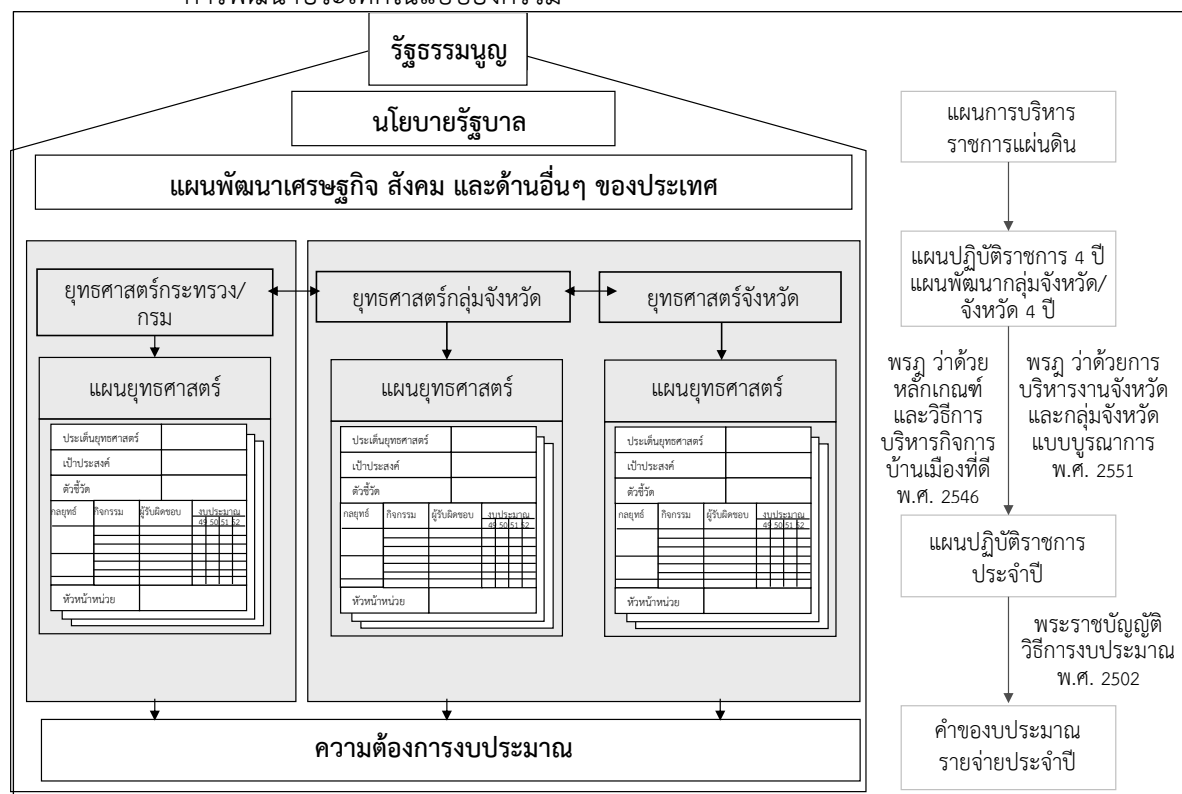 การพัฒนาประเทศในแบบองค์รวม
รัฐธรรมนูญ
นโยบายรัฐบาล
แผนพัฒนาเศรษฐกิจ สังคม และด้านอื่นๆ ของประเทศ
ยุทธศาสตร์กระทรวง/
กรม
ยุทธศาสตร์กลุ่มจังหวัด
ยุทธศาสตร์จังหวัด
แผนยุทธศาสตร์
ประเด็นยุทธศาสตร์
เป้าประสงค์
ตัวชี้วัด
กลยุทธ์ กิจกรรม ผู้รับผิดชอบ งบประมาณ
49 50 51 52
หัวหน้าหน่วย
แผนยุทธศาสตร์
ประเด็นยุทธศาสตร์
เป้าประสงค์
ตัวชี้วัด
กลยุทธ์ กิจกรรม ผู้รับผิดชอบ งบประมาณ
49 50 51 52
หัวหน้าหน่วย
แผนยุทธศาสตร์
ประเด็นยุทธศาสตร์
เป้าประสงค์
ตัวชี้วัด
กลยุทธ์ กิจกรรม ผู้รับผิดชอบ งบประมาณ
49 50 51 52
หัวหน้าหน่วย
ความต้องการงบประมาณ
แผนการบริหาร
ราชการแผ่นดิน
แผนปฏิบัติราชการ 4 ปี
แผนพัฒนากลุ่มจังหวัด/
จังหวัด 4 ปี
พรฎ ว่าด้วย
หลักเกณฑ์
และวิธีการ
บริหารกิจการ
บ้านเมืองที่ดี
พ.ศ. 2546
พรฎ ว่าด้วยการ
บริหารงานจังหวัด
และกลุ่มจังหวัด
แบบบูรณาการ
พ.ศ. 2551
แผนปฏิบัติราชการ
ประจำปี
พระราชบัญญัติ
วิธีการงบประมาณ
พ.ศ. 2502
คำของบประมาณ
รายจ่ายประจำปี